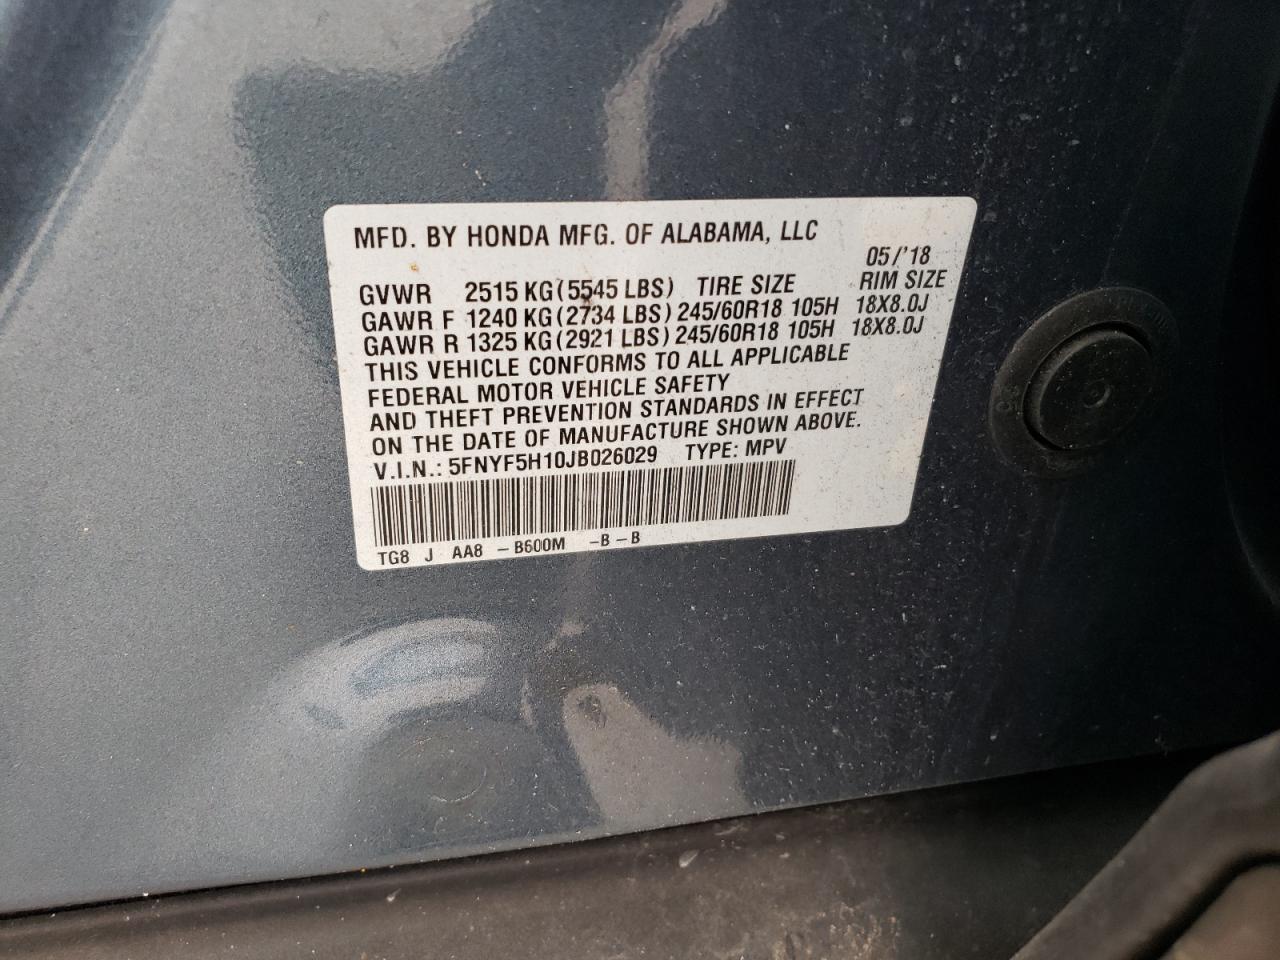 MFD. BY HONDA MFG. OF ALABAMA, LLC
05/'18
GVWR 2515 KG (5545 LBS) TIRE SIZE RIM SIZE
GAWR F 1240 KG (2734 LBS) 245/60R18 105H 18X8.0J
GAWR R 1325 KG (2921 LBS) 245/60R18 105H 18X8.0J
THIS VEHICLE CONFORMS TO ALL APPLICABLE
FEDERAL MOTOR VEHICLE SAFETY
AND THEFT PREVENTION STANDARDS IN EFFECT
ON THE DATE OF MANUFACTURE SHOWN ABOVE.
V.I.N.: 5FNYF5H10JB026029 TYPE: MPV
TG8 J AA8 – B600M –B–B